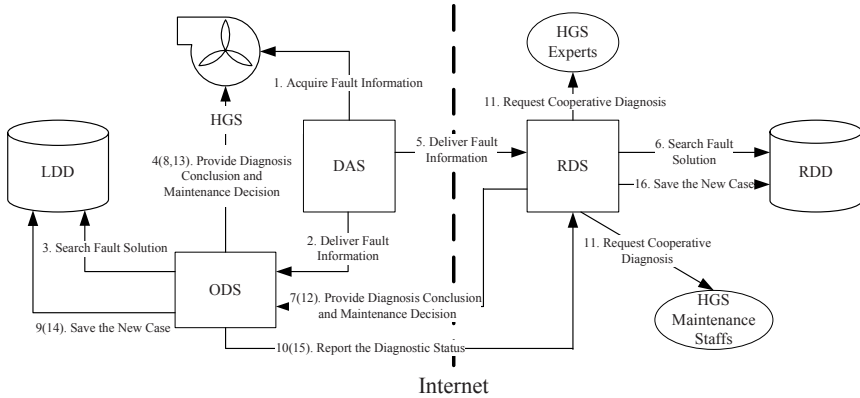 HGS
Experts
1. Acquire Fault Information
11. Request Cooperative Diagnosis
HGS
5. Deliver Fault
Information
6. Search Fault
Solution
4(8,13). Provide Diagnosis
Conclusion and
Maintenance Decision
LDD
DAS
RDS
RDD
16. Save the New Case
2. Deliver Fault
Information
3. Search Fault Solution
11. Request Cooperative
Diagnosis
ODS
7(12). Provide Diagnosis Conclusion
and Maintenance Decision
HGS
Maintenance
Staffs
9(14). Save the New Case
10(15). Report the Diagnostic Status
Internet